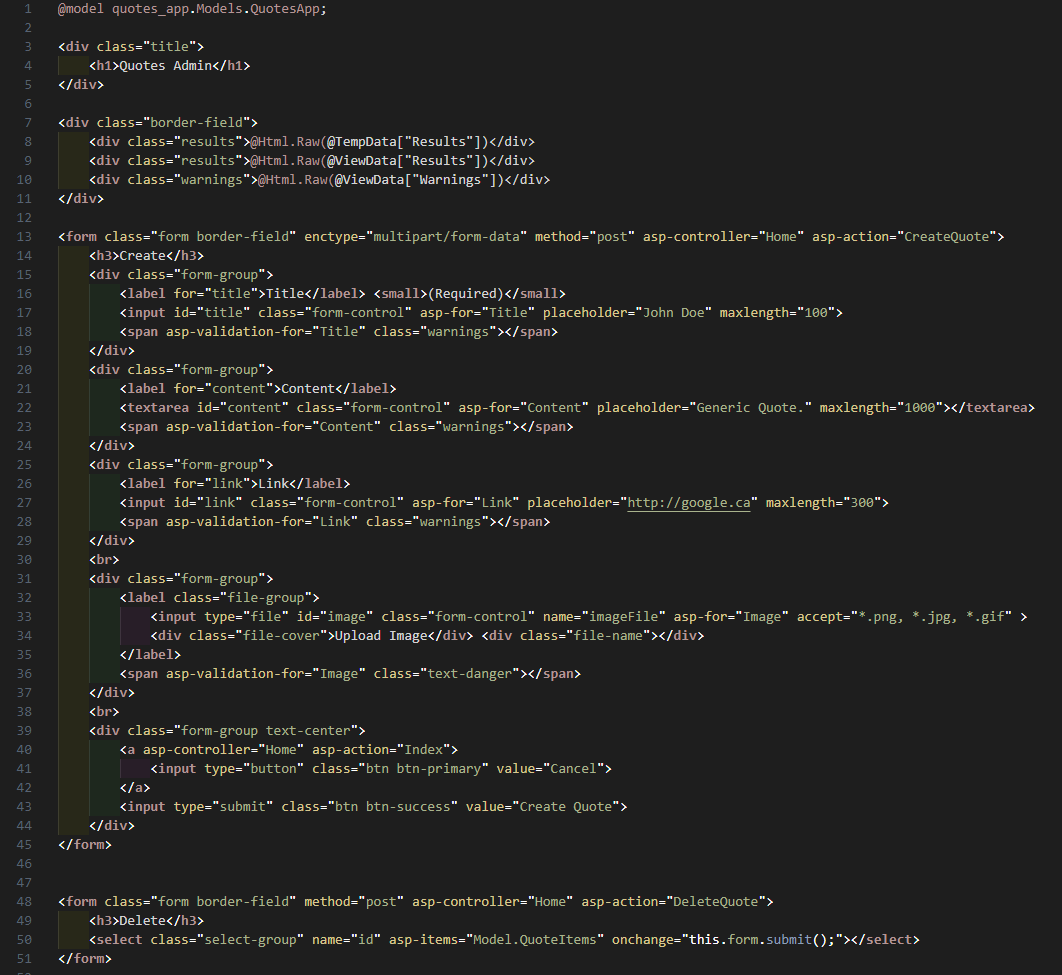 1 @model quotes_app.Models.QuotesApp;
2
3 <div class="title">
4     <h1>Quotes Admin</h1>
5 </div>
6
7 <div class="border-field">
8     <div class="results">@Html.Raw(@TempData["Results"])</div>
9     <div class="results">@Html.Raw(@ViewData["Results"])</div>
10     <div class="warnings">@Html.Raw(@ViewData["Warnings"])</div>
11 </div>
12
13 <form class="form border-field" enctype="multipart/form-data" method="post" asp-controller="Home" asp-action="CreateQuote">
14     <h3>Create</h3>
15     <div class="form-group">
16         <label for="title">Title</label> <small>(Required)</small>
17         <input id="title" class="form-control" asp-for="Title" placeholder="John Doe" maxlength="100">
18         <span asp-validation-for="Title" class="warnings"></span>
19     </div>
20     <div class="form-group">
21         <label for="content">Content</label>
22         <textarea id="content" class="form-control" asp-for="Content" placeholder="Generic Quote." maxlength="1000"></textarea>
23         <span asp-validation-for="Content" class="warnings"></span>
24     </div>
25     <div class="form-group">
26         <label for="link">Link</label>
27         <input id="link" class="form-control" asp-for="Link" placeholder="http://google.ca" maxlength="300">
28         <span asp-validation-for="Link" class="warnings"></span>
29     </div>
30     <br>
31     <div class="form-group">
32         <label class="file-group">
33             <input type="file" id="image" class="form-control" name="imageFile" asp-for="Image" accept="*.png, *.jpg, *.gif" >
34             <div class="file-cover">Upload Image</div> <div class="file-name"></div>
35         </label>
36         <span asp-validation-for="Image" class="text-danger"></span>
37     </div>
38     <br>
39     <div class="form-group text-center">
40         <a asp-controller="Home" asp-action="Index">
41             <input type="button" class="btn btn-primary" value="Cancel">
42         </a>
43         <input type="submit" class="btn btn-success" value="Create Quote">
44     </div>
45 </form>
46
47
48 <form class="form border-field" method="post" asp-controller="Home" asp-action="DeleteQuote">
49     <h3>Delete</h3>
50     <select class="select-group" name="id" asp-items="Model.QuoteItems" onchange="this.form.submit();"></select>
51 </form>